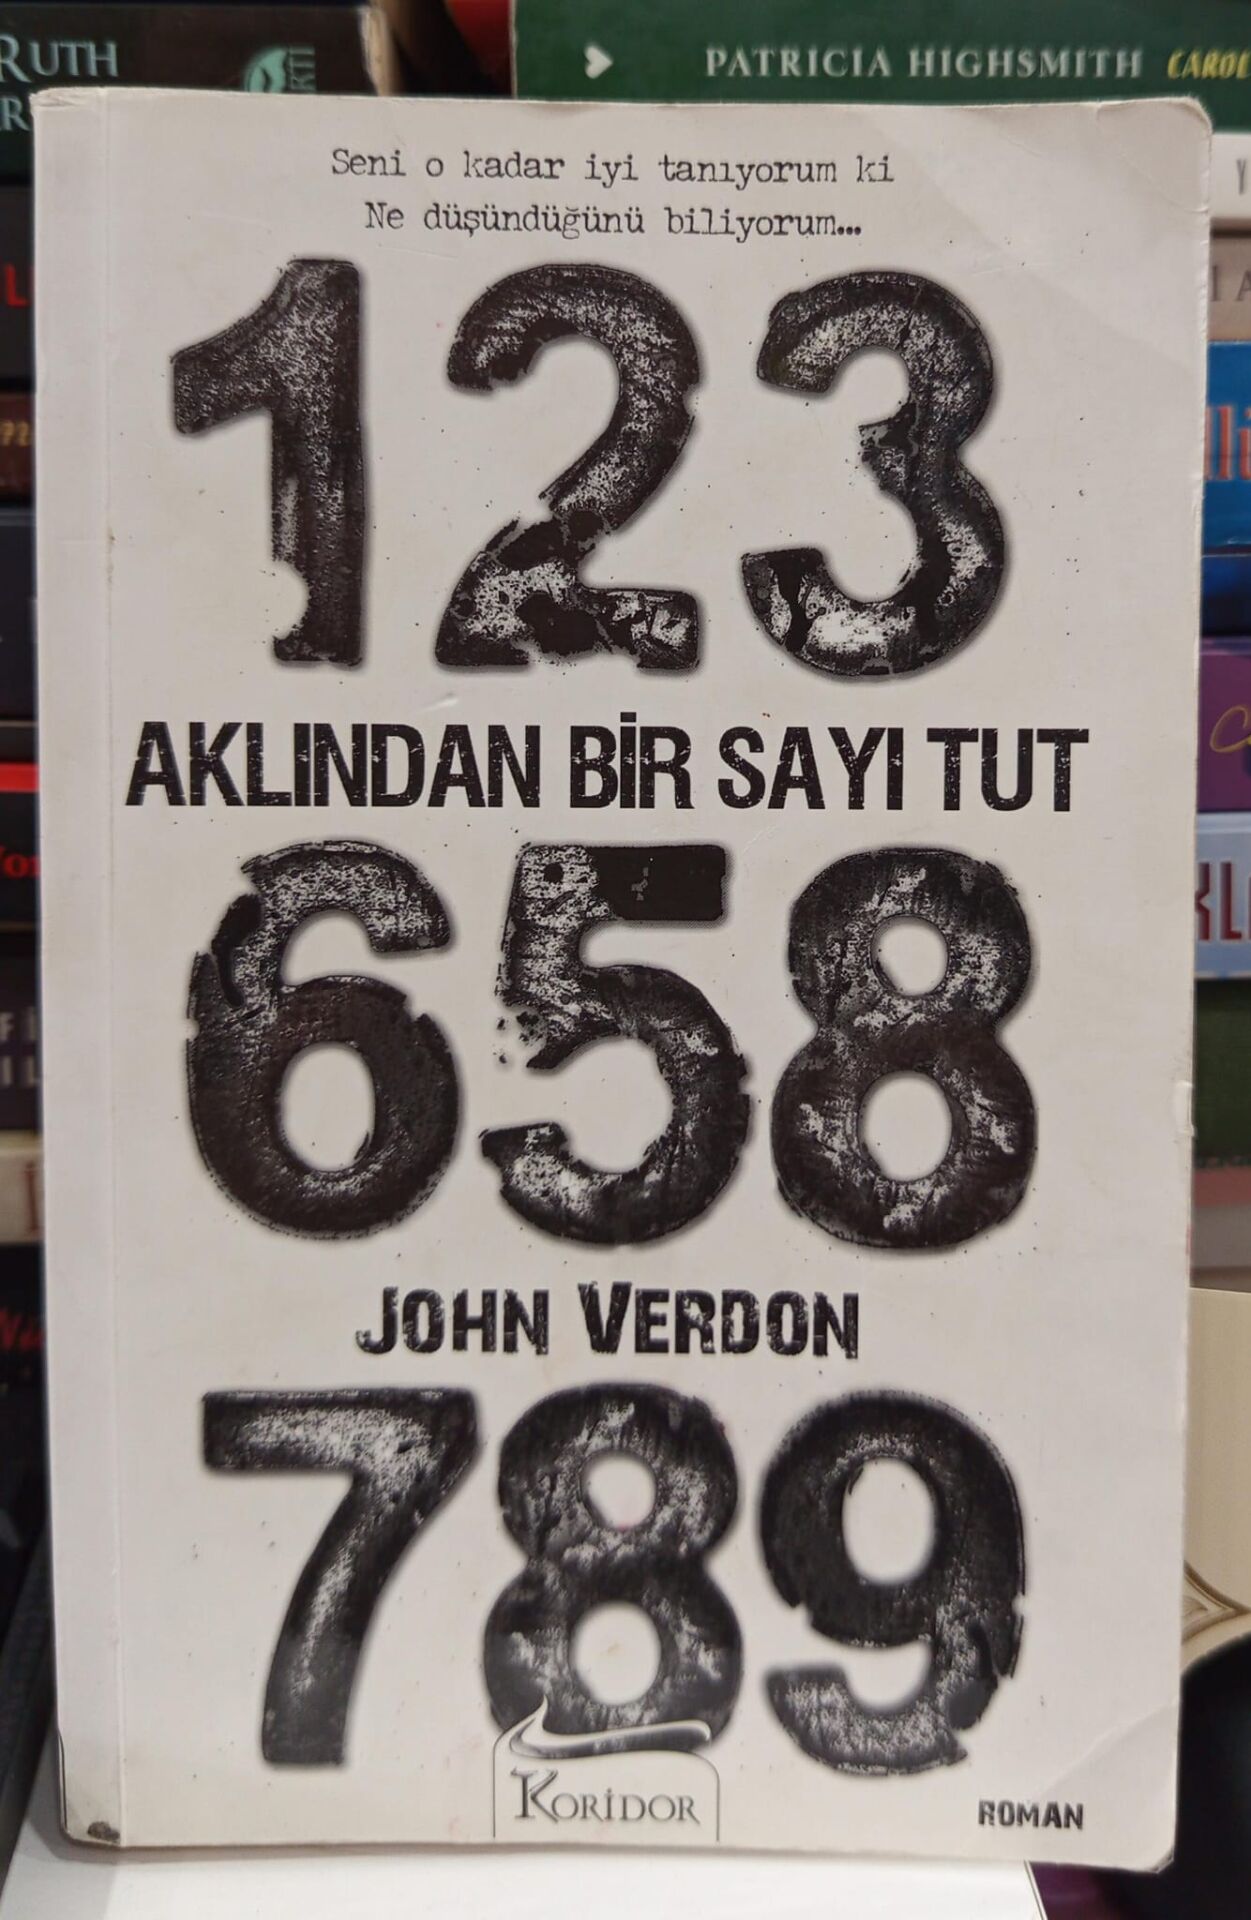 RUTH
PATRICIA HIGHSMITH CAROL
Seni o kadar iyi tanıyorum ki
Ne düşündüğünü biliyorum...
123
AKLINDAN BİR SAYI TUT
658
JOHN VERDON
789
KORİDOR
ROMAN